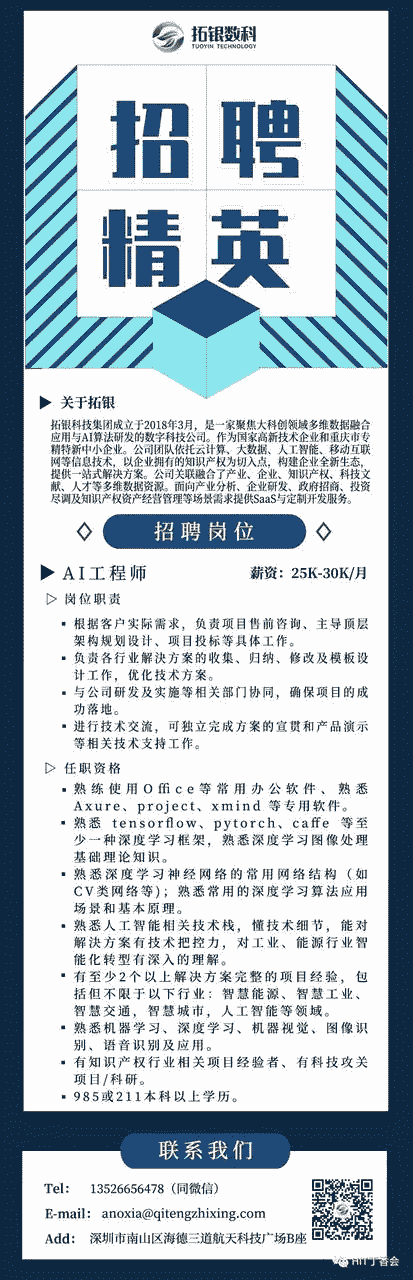 拓银数科
TUOYIN TECHNOLOGY
招聘
精英
关于拓银
拓银科技集团成立于2018年3月，是一家聚焦大科创领域多维数据融合
应用与AI算法研发的数字科技公司。作为国家高新技术企业和重庆市专
精特新中小企业。公司团队依托云计算、大数据、人工智能、移动互联
网等信息技术，以企业拥有的知识产权为切入点，构建企业全新生态，
提供一站式解决方案。公司关联融合了产业、企业、知识产权、科技文
献、人才等多维数据资源。面向产业分析、企业研发、政府招商、投资
尽调及知识产权资产经营管理等场景需求提供SaaS与定制开发服务。
招聘岗位
AI工程师 薪资：25K-30K/月
岗位职责
根据客户实际需求，负责项目售前咨询、主导顶层
架构规划设计、项目投标等具体工作。
负责各行业解决方案的收集、归纳、修改及模板设
计工作，优化技术方案。
与公司研发及实施等相关部门协同，确保项目的成
功落地。
进行技术交流，可独立完成方案的宣贯和产品演示
等相关技术支持工作。
任职资格
熟练使用Office等常用办公软件、熟悉
Axure、project、xmind 等专用软件。
熟悉 tensorflow、pytorch、caffe 等至
少一种深度学习框架，熟悉深度学习图像处理
基础理论知识。
熟悉深度学习神经网络的常用网络结构（如
CV类网络等)；熟悉常用的深度学习算法应用
场景和基本原理。
熟悉人工智能相关技术栈，懂技术细节，能对
解决方案有技术把控力，对工业、能源行业智
能化转型有深入的理解。
有至少2个以上解决方案完整的项目经验，包
括但不限于以下行业：智慧能源、智慧工业、
智慧交通，智慧城市，人工智能等领域。
熟悉机器学习、深度学习、机器视觉、图像识
别、语音识别及应用。
有知识产权行业相关项目经验者、有科技攻关
项目/科研。
985或211本科以上学历。
联系我们
Tel： 13526656478（同微信）
E-mail： anoxia@qitengzhixing.com
Add： 深圳市南山区海德三道航天科技广场B座
HIT丁香会